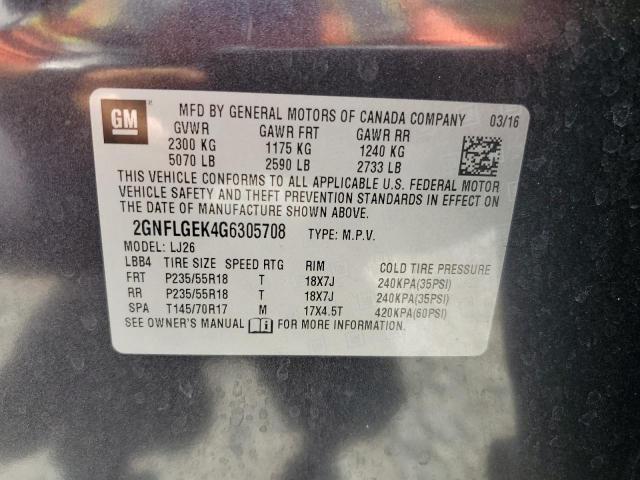 GM
MFD BY GENERAL MOTORS OF CANADA COMPANY 03/16
GVWR GAWR FRT GAWR RR
2300 KG 1175 KG 1240 KG
5070 LB 2590 LB 2733 LB
THIS VEHICLE CONFORMS TO ALL APPLICABLE U.S. FEDERAL MOTOR
VEHICLE SAFETY AND THEFT PREVENTION STANDARDS IN EFFECT ON
THE DATE OF MANUFACTURE SHOWN ABOVE.
2GNFLGEK4G6305708 TYPE: M.P.V.
MODEL: LJ26
LBB4 TIRE SIZE SPEED RTG RIM COLD TIRE PRESSURE
FRT P235/55R18 T 18X7J 240KPA(35PSI)
RR P235/55R18 T 18X7J 240KPA(35PSI)
SPA T145/70R17 M 17X4.5T 420KPA(60PSI)
SEE OWNER'S MANUAL FOR MORE INFORMATION.